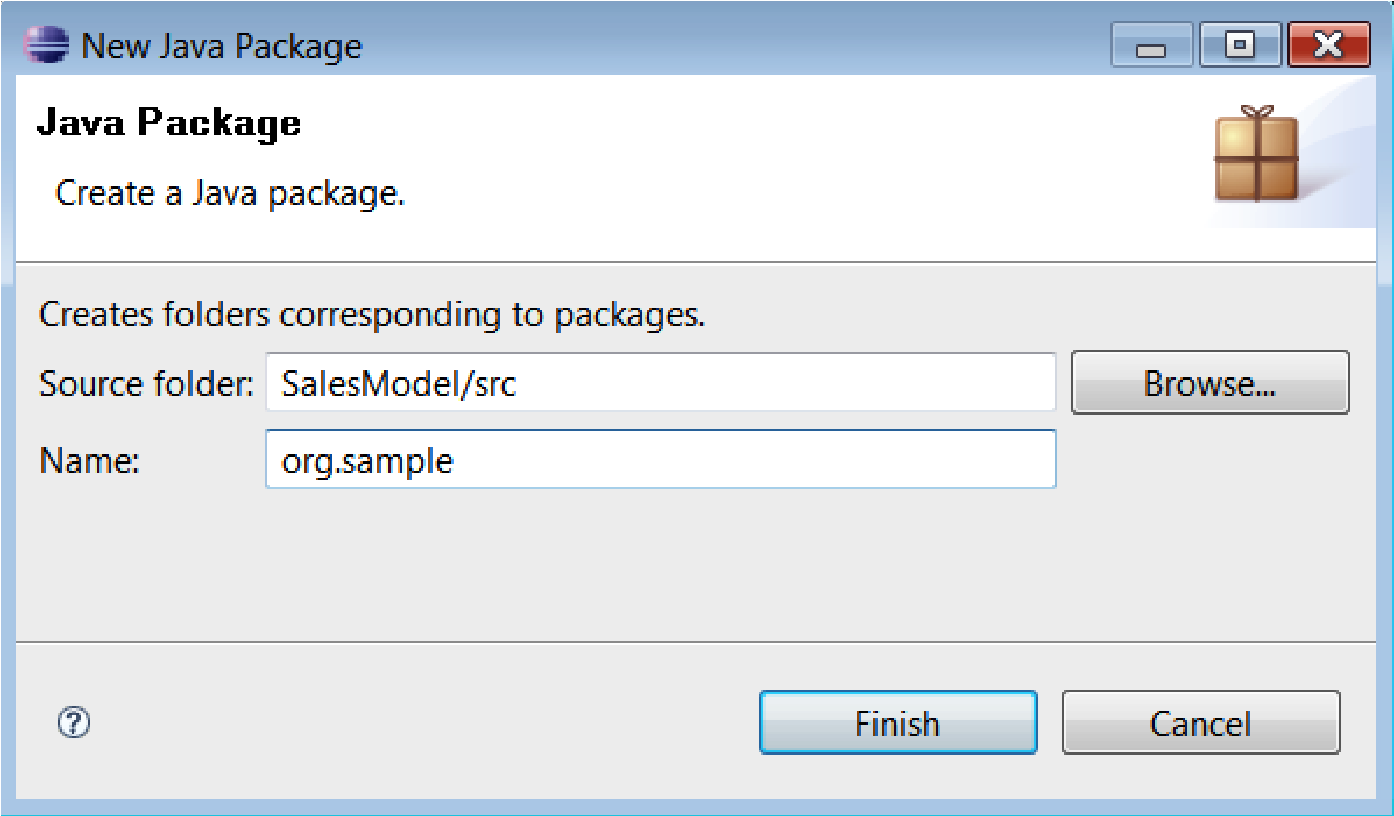 New Java Package
Java Package
Create a Java package.
Creates folders corresponding to packages.
Source folder: SalesModel/src Browse...
Name: org.sample
? Finish Cancel